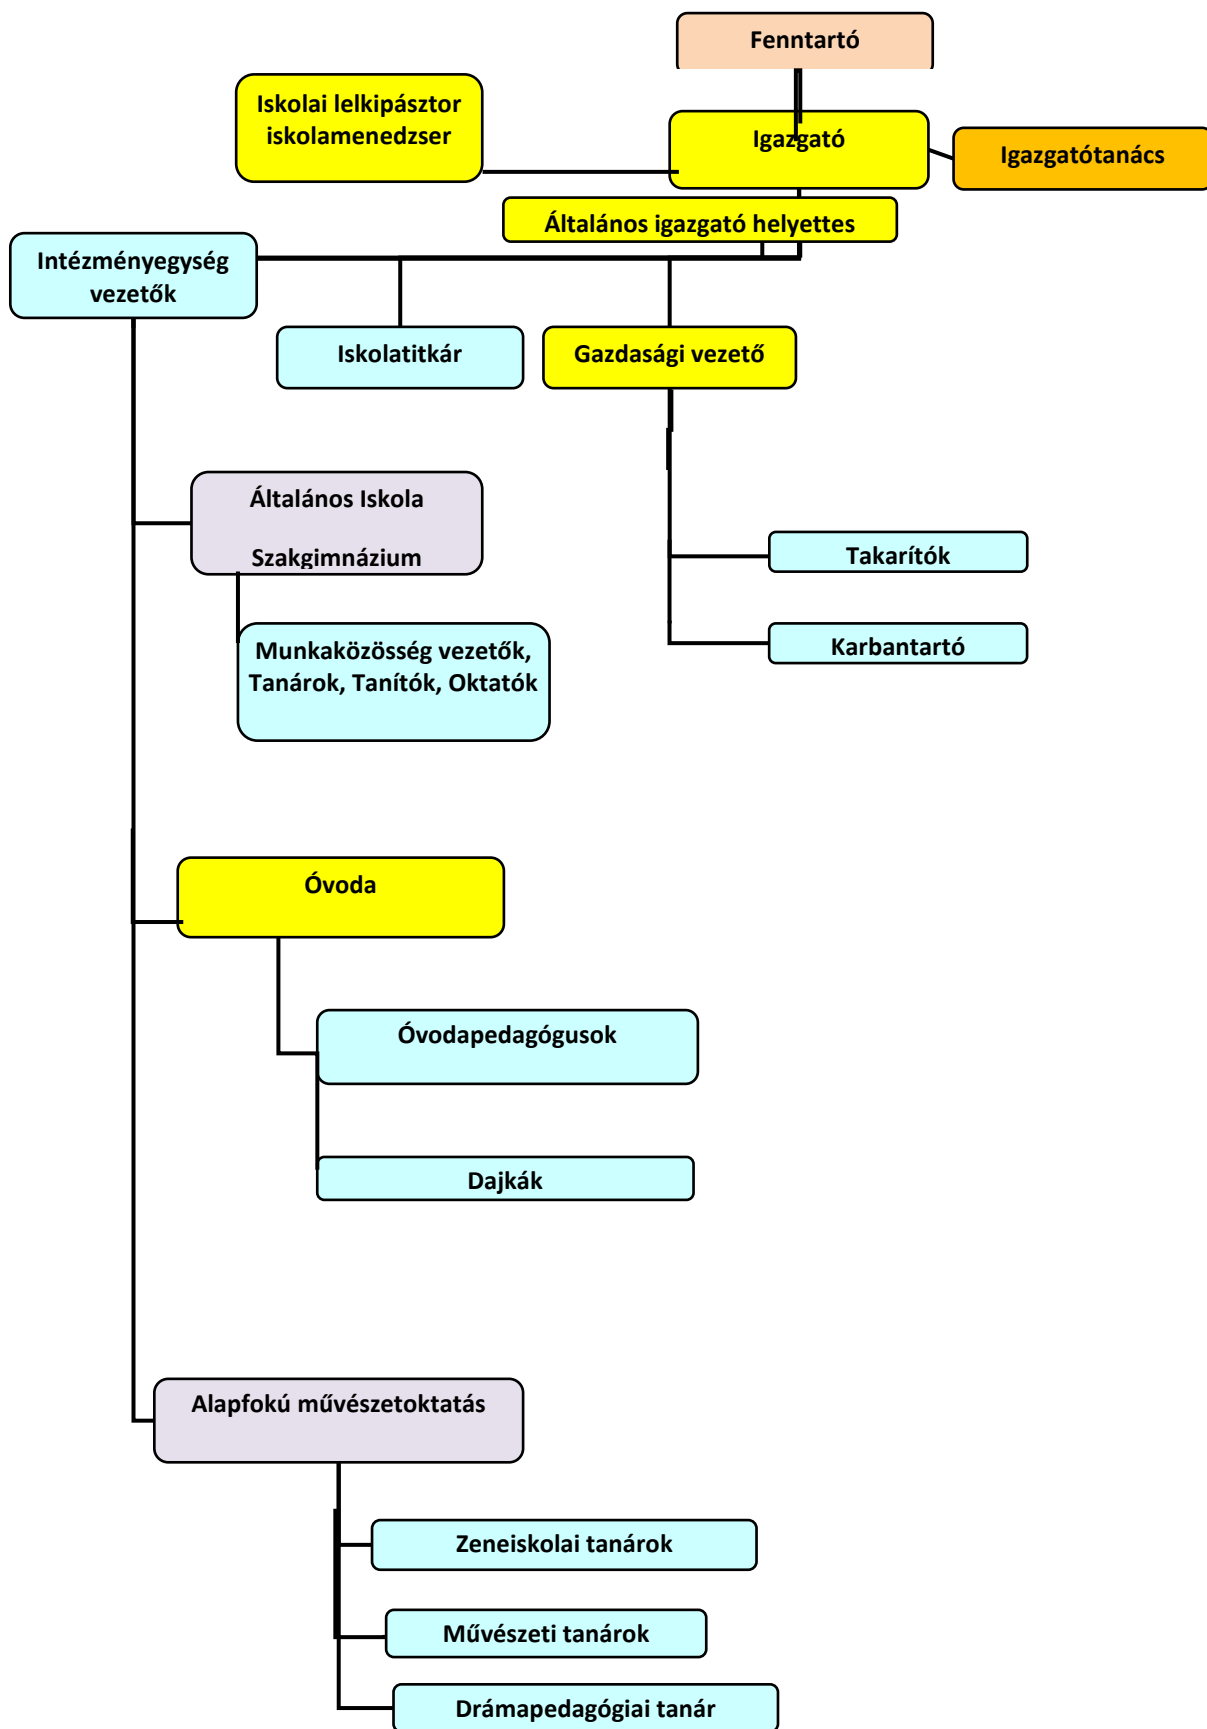 Fenntartó
Iskolai lelkipásztor
iskolamenedzser
Igazgató
Igazgatótanács
Általános igazgató helyettes
Intézményegység
vezetők
Iskolatitkár
Gazdasági vezető
Általános Iskola
Szakgimnázium
Takarítók
Munkaközösség vezetők,
Tanárok, Tanítók, Oktatók
Karbantartó
Óvoda
Óvodapedagógusok
Dajkák
Alapfokú művészetoktatás
Zeneiskolai tanárok
Művészeti tanárok
Drámapedagógiai tanár